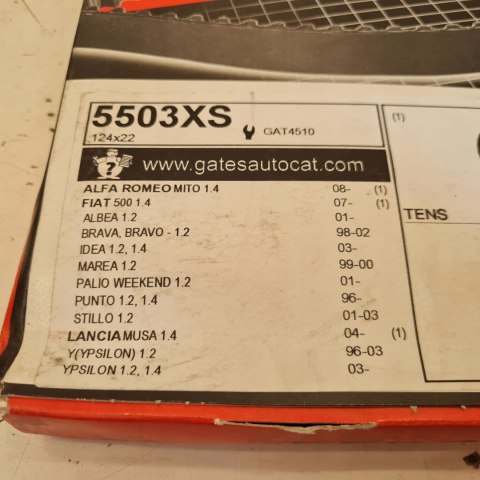 5503XS
124x22
GAT4510
(1)
?
www.gatesautocat.com
ALFA ROMEO MITO 1.4 08- (1)
FIAT 500 1.4 07- (1)
ALBEA 1.2 01-
BRAVA, BRAVO - 1.2 98-02
IDEA 1.2, 1.4 03-
MAREA 1.2 99-00
PALIO WEEKEND 1.2 01-
PUNTO 1.2, 1.4 96-
STILLO 1.2 01-03
LANCIA MUSA 1.4 04- (1)
Y(YPSILON) 1.2 96-03
YPSILON 1.2, 1.4 03-
TENS